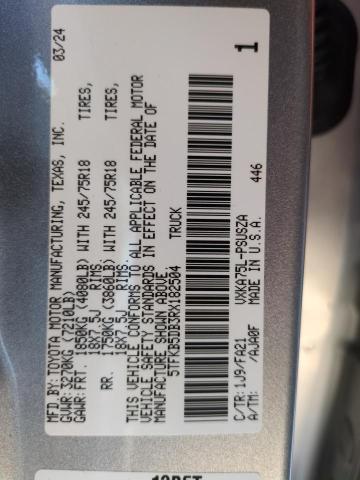 MFD.BY: TOYOTA MOTOR MANUFACTURING, TEXAS, INC. 03/24
GVWR: 3270KG (7210LB)
GAWR: FRT. 1850KG (4080LB) WITH 245/75R18 TIRES,
18X7.5J RIMS,
RR. 1750KG (3860LB) WITH 245/75R18 TIRES,
18X7.5J RIMS,
THIS VEHICLE CONFORMS TO ALL APPLICABLE FEDERAL MOTOR
VEHICLE SAFETY STANDARDS IN EFFECT ON THE DATE OF
MANUFACTURE SHOWN ABOVE.
5TFKB5DB3RX182504 TRUCK
446 1
C/TR: 1J9/FA21 VXKA75L-PSUSZA
A/TM: /AJA0F MADE IN U.S.A.